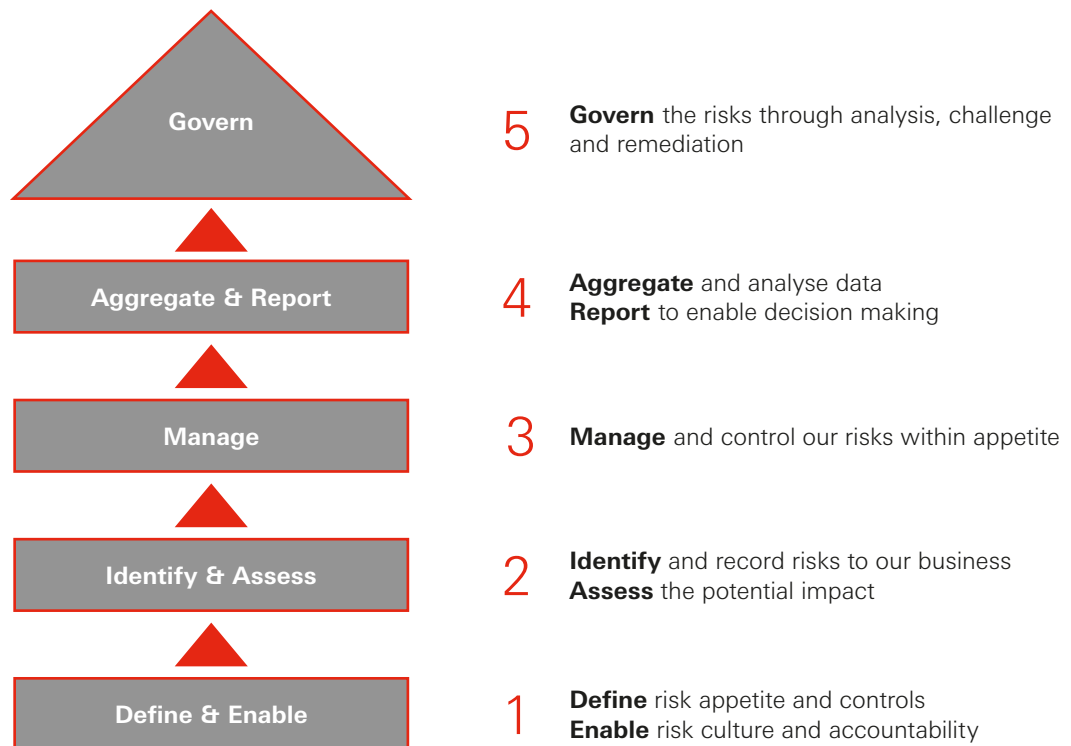 Govern
5
Govern the risks through analysis, challenge
and remediation
Aggregate & Report
4
Aggregate and analyse data
Report to enable decision making
Manage
3
Manage and control our risks within appetite
Identify & Assess
2
Identify and record risks to our business
Assess the potential impact
Define & Enable
1
Define risk appetite and controls
Enable risk culture and accountability